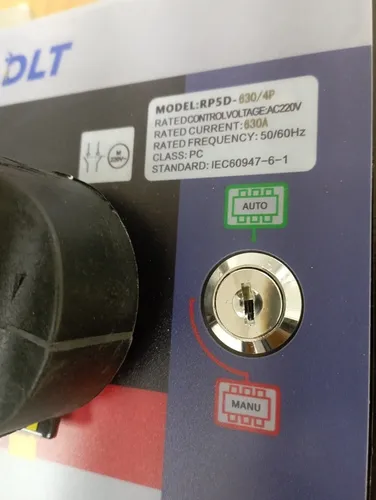 DLT
MODEL:RP5D-630/4P
RATEDCONTROLVOLTAGE:AC220V
RATED CURRENT:630A
RATED FREQUENCY: 50/60Hz
CLASS: PC
STANDARD: IEC60947-6-1
AUTO
MANU